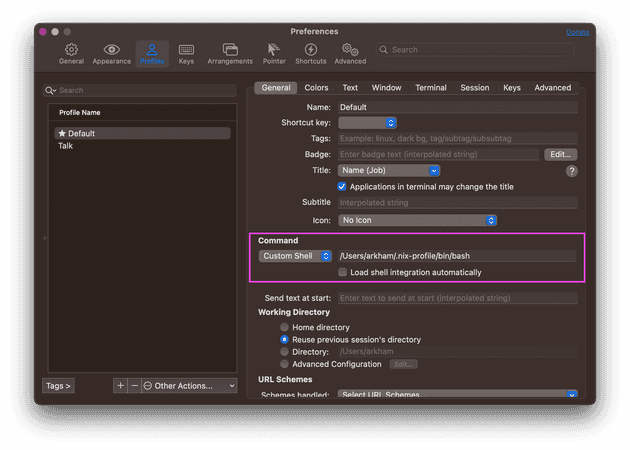 Preferences
Donate
General Appearance Profiles Keys Arrangements Pointer Shortcuts Advanced Search
Search
Profile Name
★ Default
Talk
Tags > + − Other Actions...
General Colors Text Window Terminal Session Keys Advanced
Name: Default
Shortcut key:
Tags: Example: linux, dark bg, tag/subtag/subsubtag
Badge: Enter badge text (interpolated string) Edit...
Title: Name (Job)
Applications in terminal may change the title
?
Subtitle Interpolated string
Icon: No Icon
Command
Custom Shell /Users/arkham/.nix-profile/bin/bash
Load shell integration automatically
Send text at start: Enter text to send at start (interpolated string)
Working Directory
Home directory
Reuse previous session's directory
Directory: /Users/arkham
Advanced Configuration Edit...
URL Schemes
Schemes handled: Select URL Schemes...